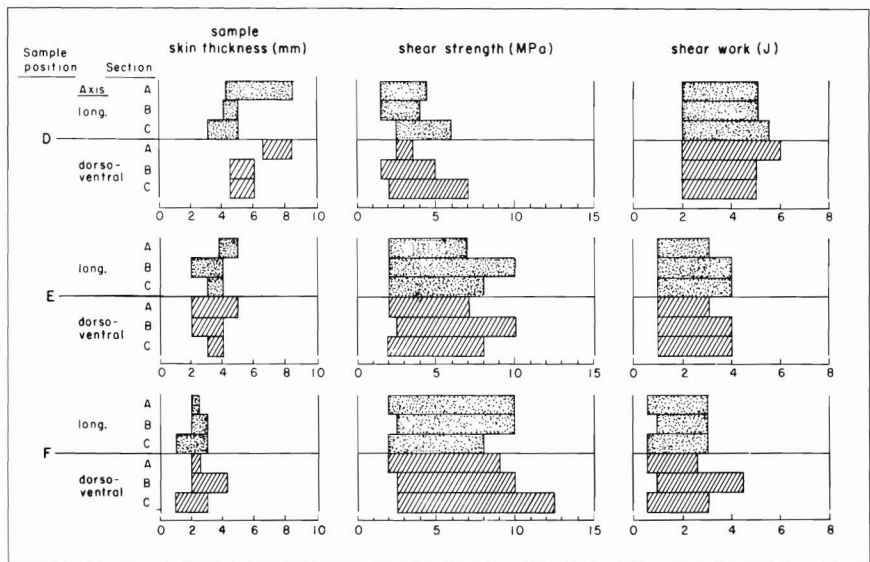 sample
skin thickness (mm)
shear strength (MPa)
shear work (J)
Sample
position
Section
Axis
A
long.
B
C
D
A
dorso-
ventral
B
C
0 2 4 6 8 10
0 5 10 15
0 2 4 6 8
A
long.
B
C
E
A
dorso-
ventral
B
C
0 2 4 6 8 10
0 5 10 15
0 2 4 6 8
A
long.
B
C
F
A
dorso-
ventral
B
C
0 2 4 6 8 10
0 5 10 15
0 2 4 6 8